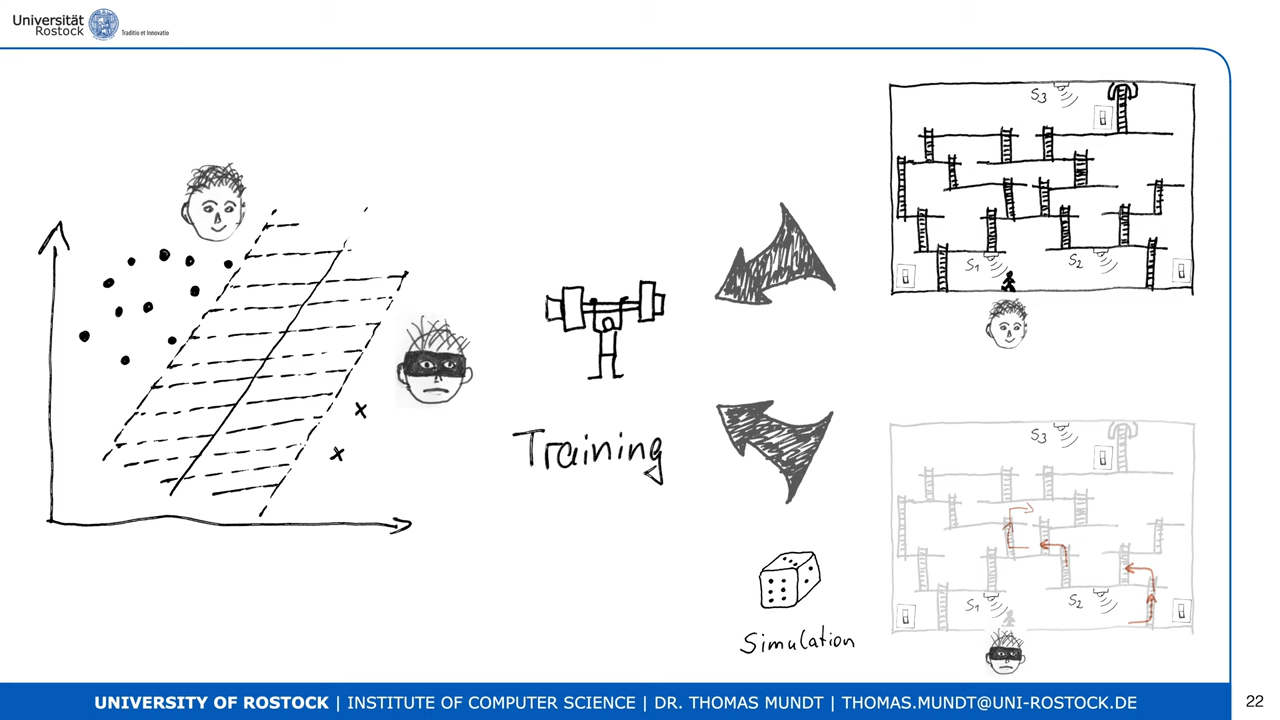 Universität
Rostock
Traditio et Innovatio
S3
S1
S2
Training
S3
S1
S2
x
x
Simulation
UNIVERSITY OF ROSTOCK | INSTITUTE OF COMPUTER SCIENCE | DR. THOMAS MUNDT | THOMAS.MUNDT@UNI-ROSTOCK.DE
22